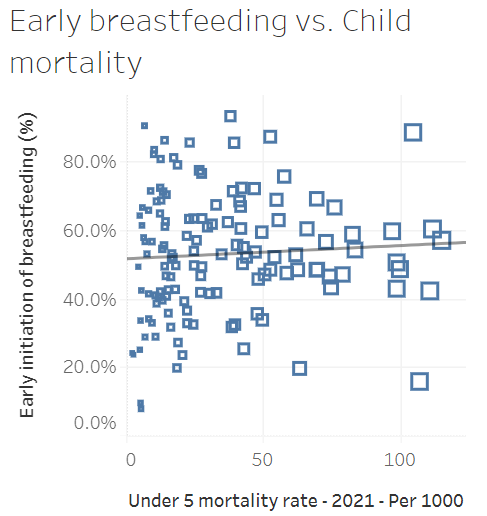 Early breastfeeding vs. Child
mortality
Early initiation of breastfeeding (%)
80.0%
60.0%
40.0%
20.0%
0.0%
0
50
100
Under 5 mortality rate - 2021 - Per 1000